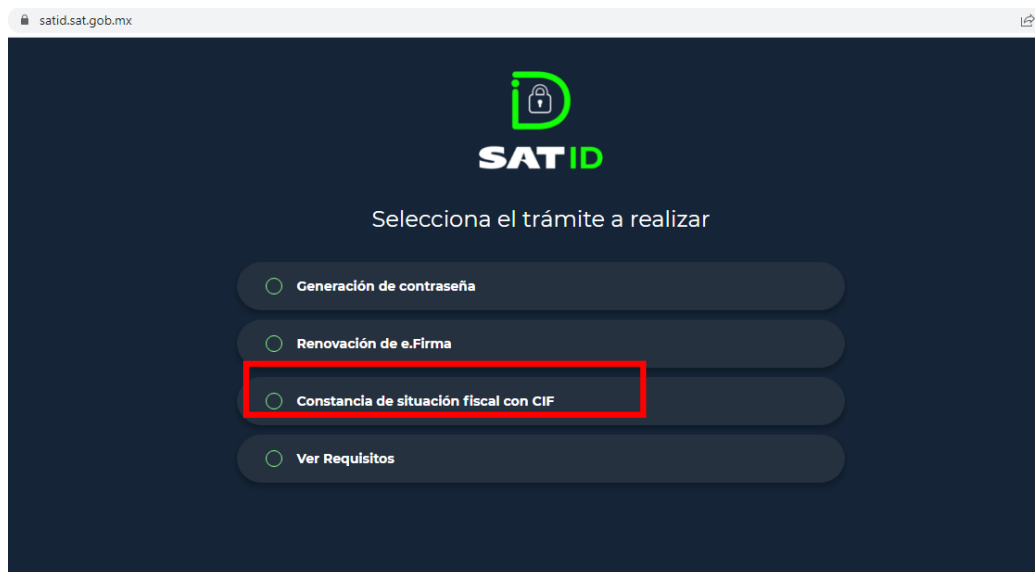 satid.sat.gob.mx
iD
SATID
Selecciona el trámite a realizar
Generación de contraseña
Renovación de e.Firma
Constancia de situación fiscal con CIF
Ver Requisitos